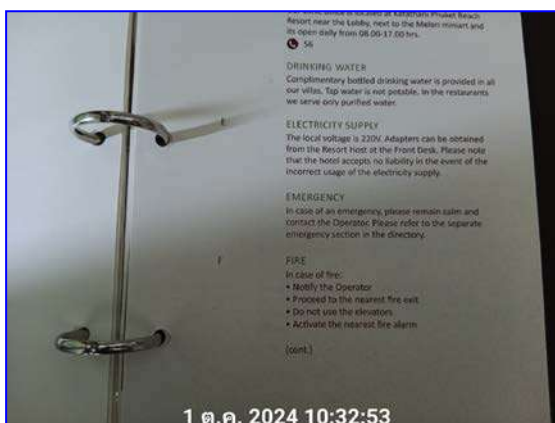 Resort near the Lobby, next to the Melon minimart and
its open daily from 08.00-17.00 hrs.
56
DRINKING WATER
Complimentary bottled drinking water is provided in all
our villas. Tap water is not potable. In the restaurants
we serve only purified water.
ELECTRICITY SUPPLY
The local voltage is 220V. Adapters can be obtained
from the Resort Host at the Front Desk. Please note
that the hotel accepts no liability in the event of the
incorrect usage of the electricity supply.
EMERGENCY
In case of an emergency, please remain calm and
contact the Operator. Please refer to the separate
emergency section in the directory.
FIRE
In case of fire:
• Notify the Operator
• Proceed to the nearest fire exit
• Do not use the elevators
• Activate the nearest fire alarm
(cont.)
1 ต.ค. 2024 10:32:53